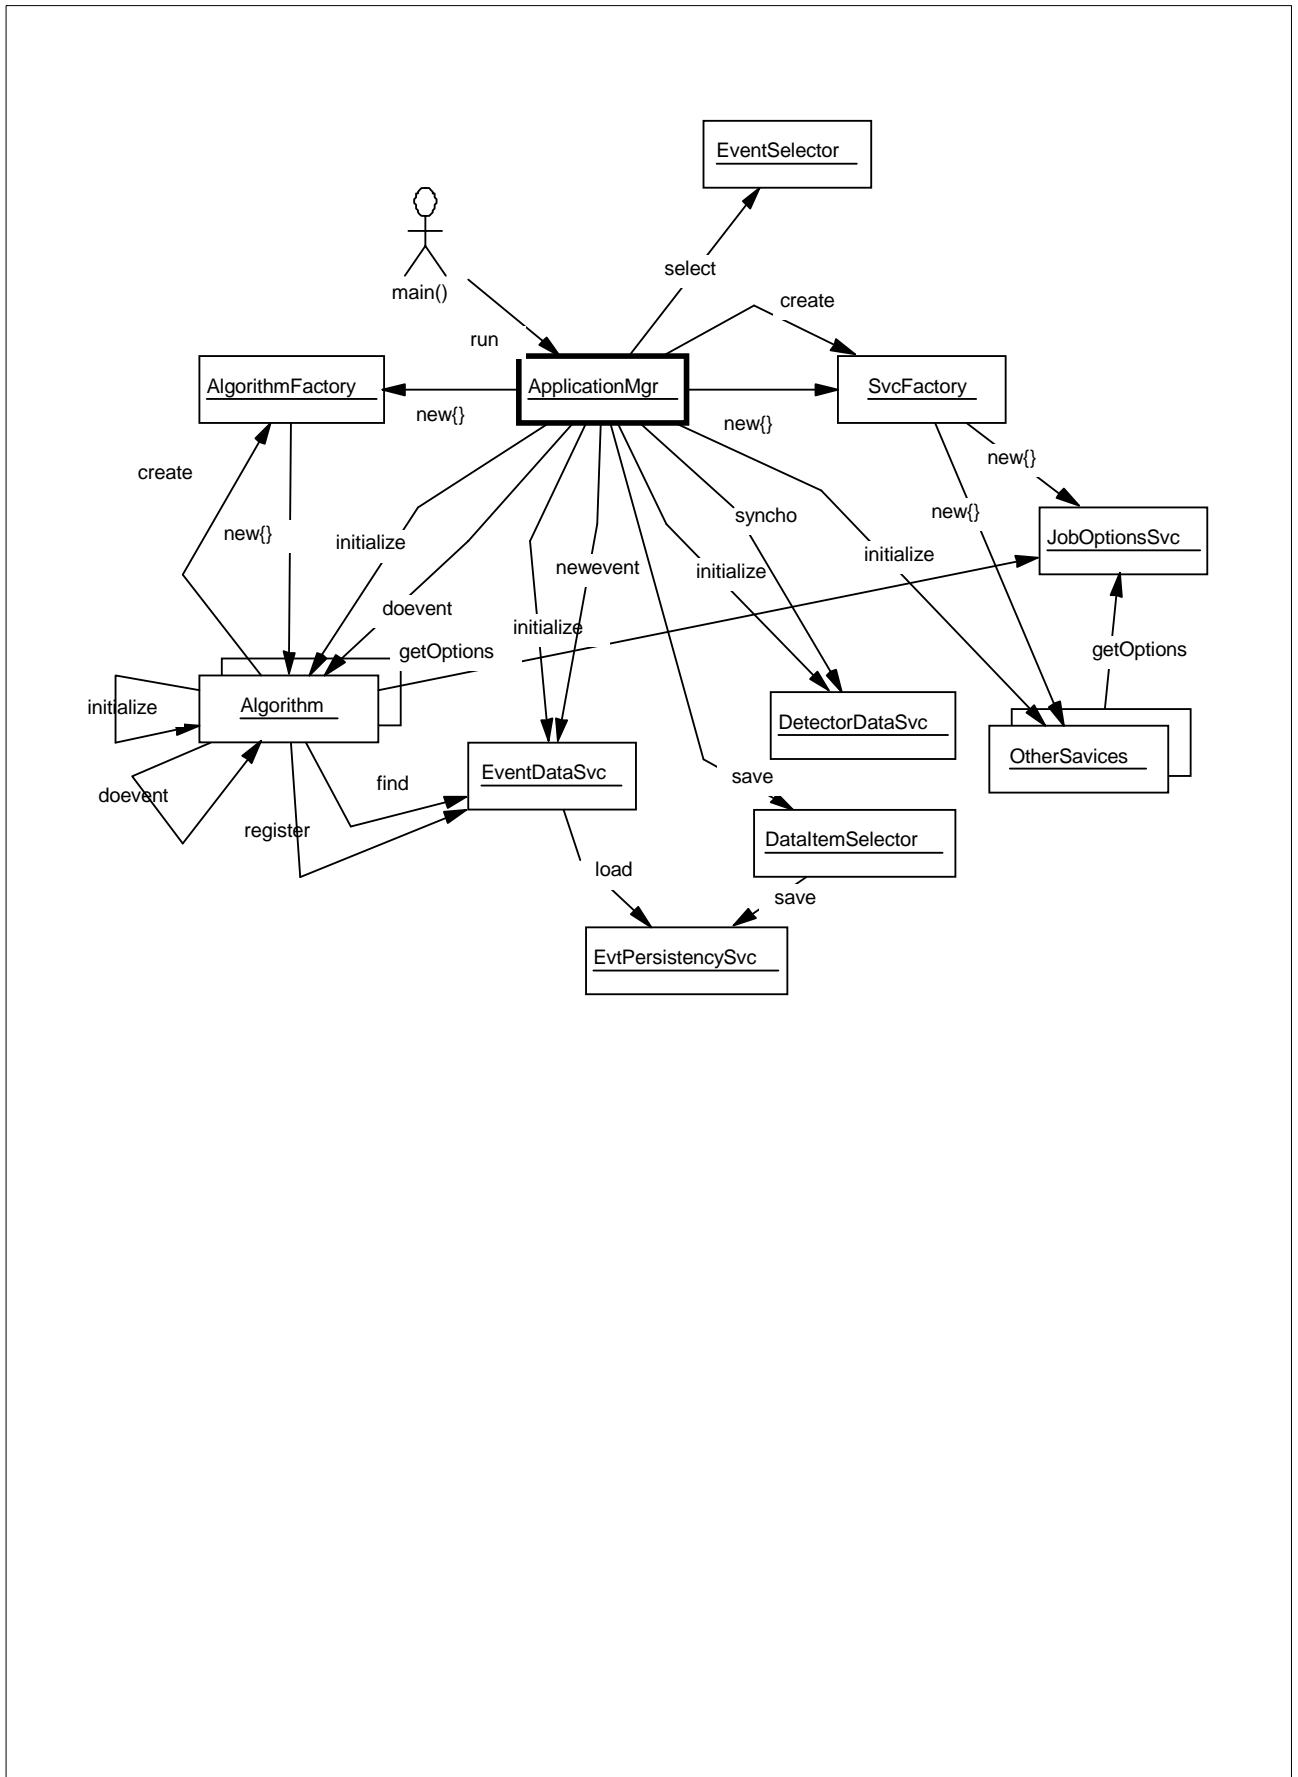 EventSelector
select
main()
create
run
AlgorithmFactory
ApplicationMgr
SvcFactory
new{}
new{}
create
new{}
new{}
new{}
syncho
initialize
JobOptionsSvc
initialize
newevent
initialize
doevent
initialize
getOptions
getOptions
initialize
Algorithm
DetectorDataSvc
OtherSavices
EventDataSvc
find
save
doevent
register
DataItemSelector
load
save
EvtPersistencySvc